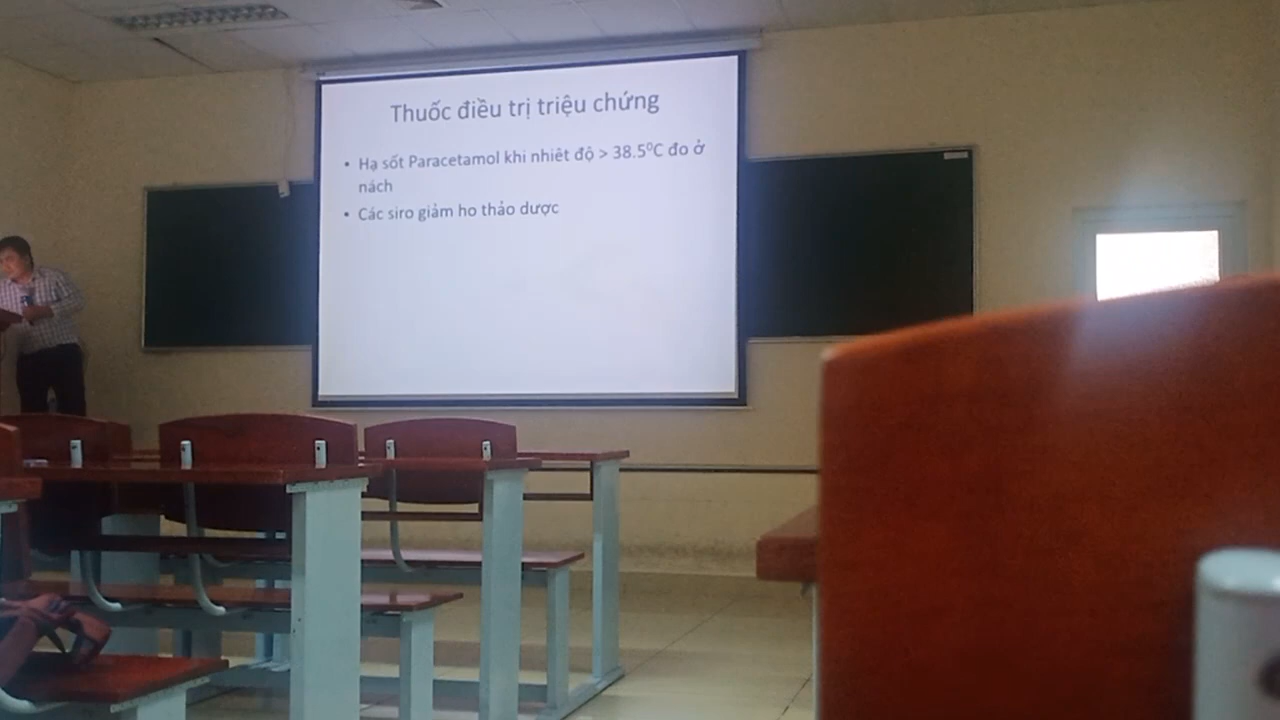 Thuốc điều trị triệu chứng
• Hạ sốt Paracetamol khi nhiêt độ > 38.5⁰C đo ở
nách
• Các siro giảm ho thảo dược